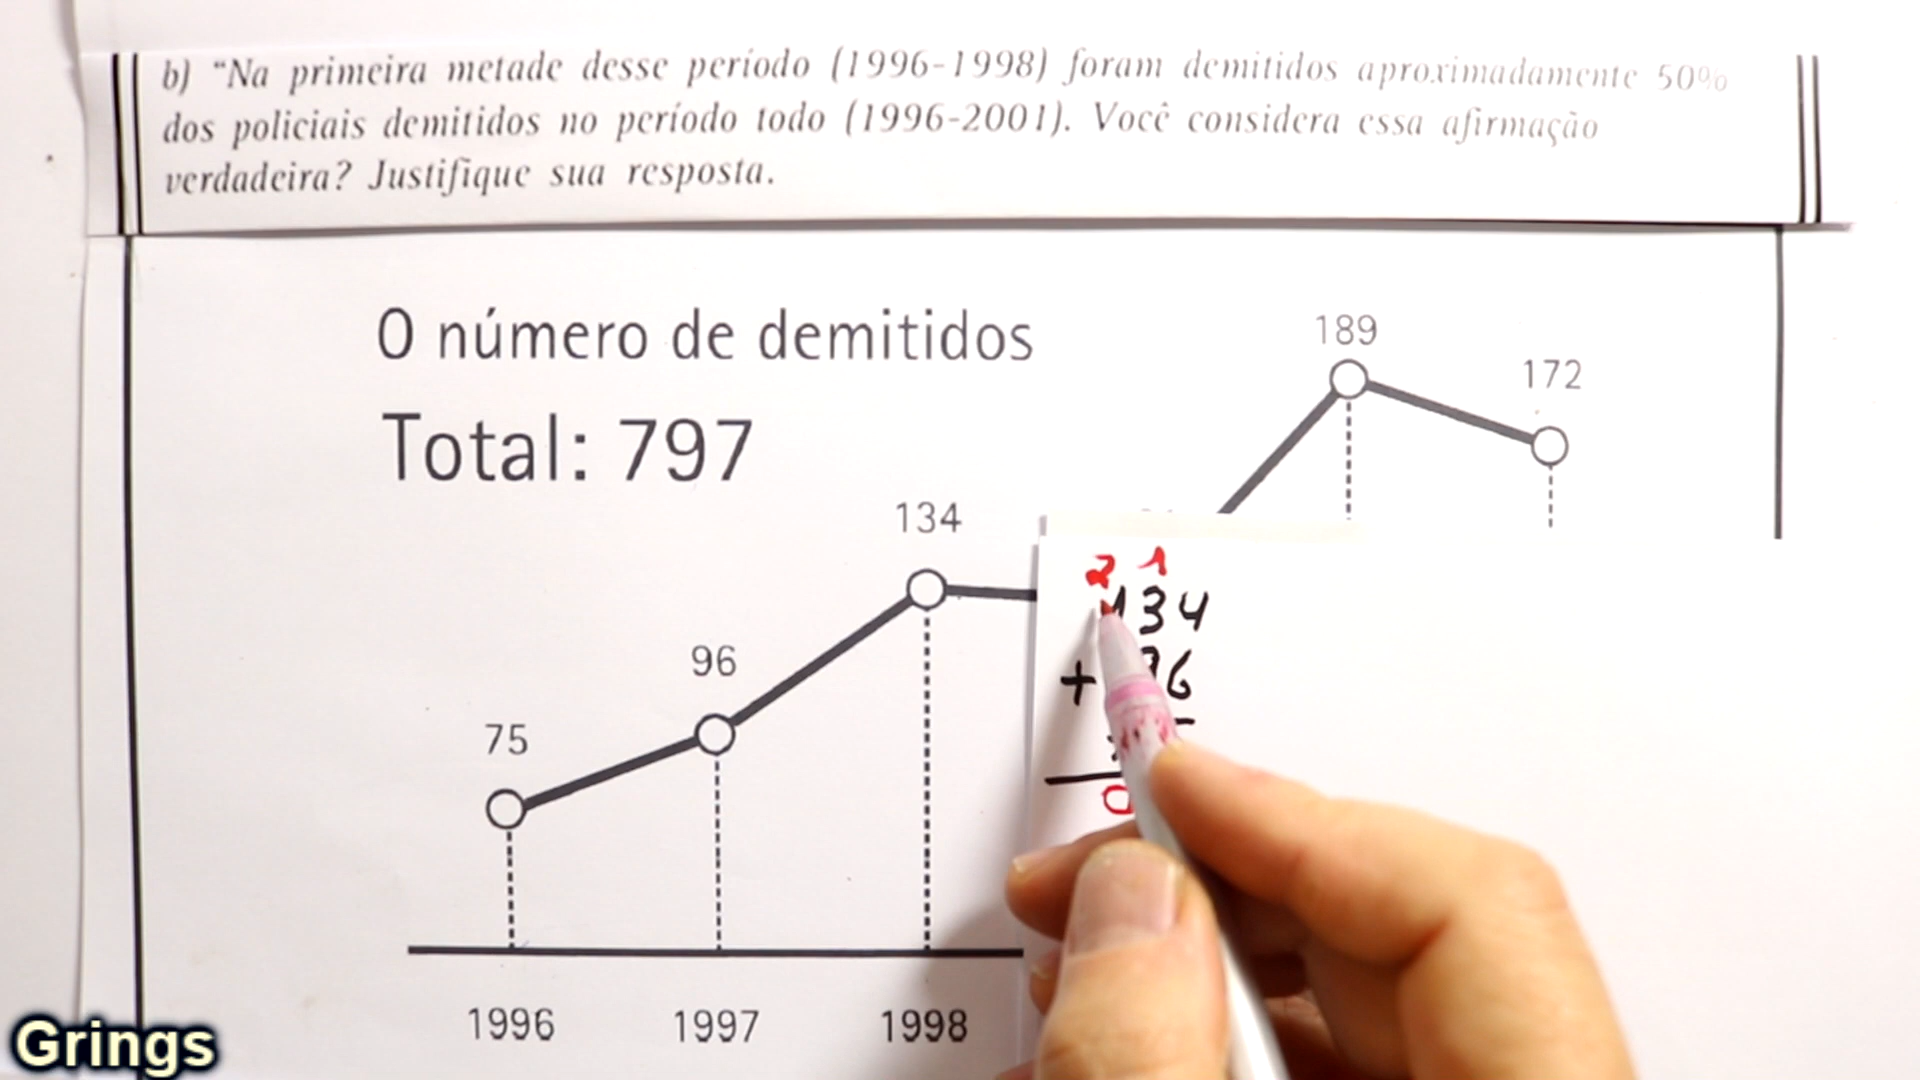 b) "Na primeira metade desse período (1996-1998) foram demitidos aproximadamente 50%
dos policiais demitidos no período todo (1996-2001). Você considera essa afirmação
verdadeira? Justifique sua resposta.
O número de demitidos
Total: 797
189
172
134
96
75
2 1
134
+ 96
0
1996 1997 1998
Grings